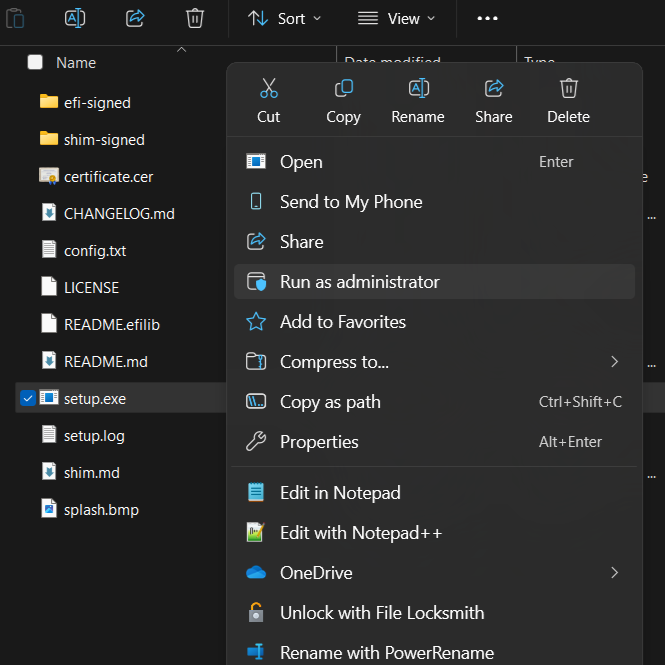 Sort
View
Name
Date modified
Type
efi-signed
shim-signed
certificate.cer
CHANGELOG.md
config.txt
LICENSE
README.efilib
README.md
setup.exe
setup.log
shim.md
splash.bmp
Cut Copy Rename Share Delete
Open Enter
Send to My Phone
Share
Run as administrator
Add to Favorites
Compress to...
Copy as path Ctrl+Shift+C
Properties Alt+Enter
Edit in Notepad
Edit with Notepad++
OneDrive
Unlock with File Locksmith
Rename with PowerRename